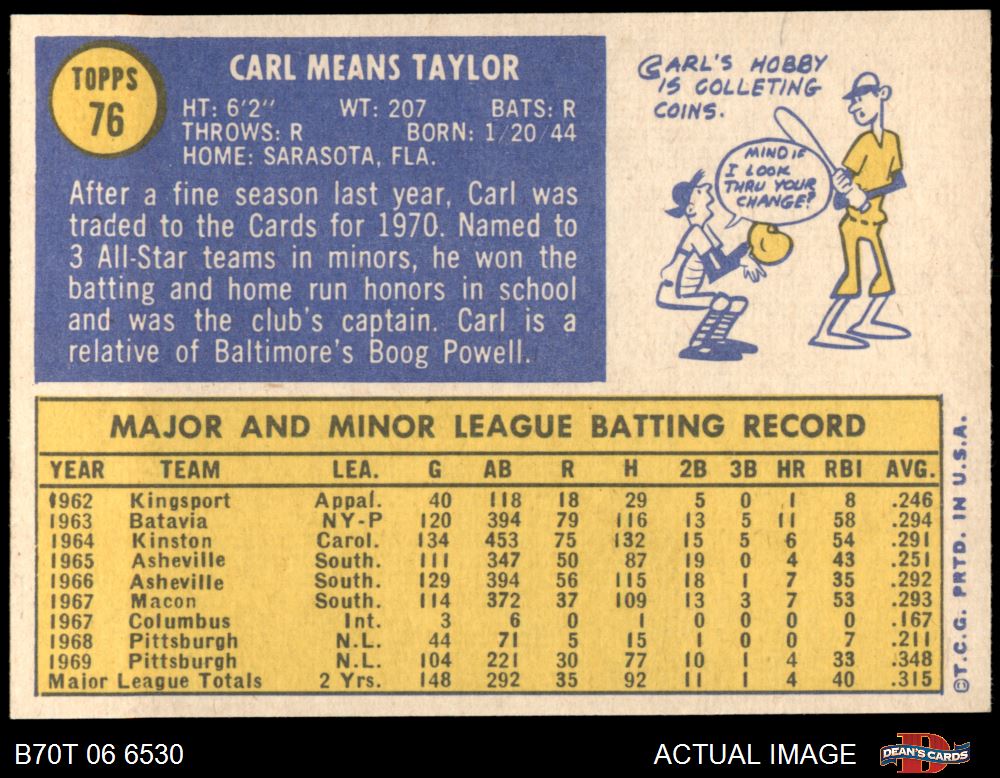 TOPPS
76
CARL MEANS TAYLOR
HT: 6'2" WT: 207 BATS: R
THROWS: R BORN: 1/20/44
HOME: SARASOTA, FLA.
After a fine season last year, Carl was
traded to the Cards for 1970. Named to
3 All-Star teams in minors, he won the
batting and home run honors in school
and was the club's captain. Carl is a
relative of Baltimore's Boog Powell.
CARL'S HOBBY
IS COLLETING
COINS.
MIND IF
I LOOK
THRU YOUR
CHANGE?
MAJOR AND MINOR LEAGUE BATTING RECORD
YEAR TEAM LEA. G AB R H 2B 3B HR RBI AVG.
1962 Kingsport Appal. 40 118 18 29 5 0 1 8 .246
1963 Batavia NY-P 120 394 79 116 13 5 11 58 .294
1964 Kinston Carol. 134 453 75 132 15 5 6 54 .291
1965 Asheville South. 111 347 50 87 19 0 4 43 .251
1966 Asheville South. 129 394 56 115 18 1 7 35 .292
1967 Macon South. 114 372 37 109 13 3 7 53 .293
1967 Columbus Int. 3 6 0 1 0 0 0 0 .167
1968 Pittsburgh N.L. 44 71 5 15 1 0 0 7 .211
1969 Pittsburgh N.L. 104 221 30 77 10 1 4 33 .348
Major League Totals 2 Yrs. 148 292 35 92 11 1 4 40 .315
©T.C.G. PRTD. IN U.S.A.
B70T 06 6530
ACTUAL IMAGE
DEAN'S CARDS